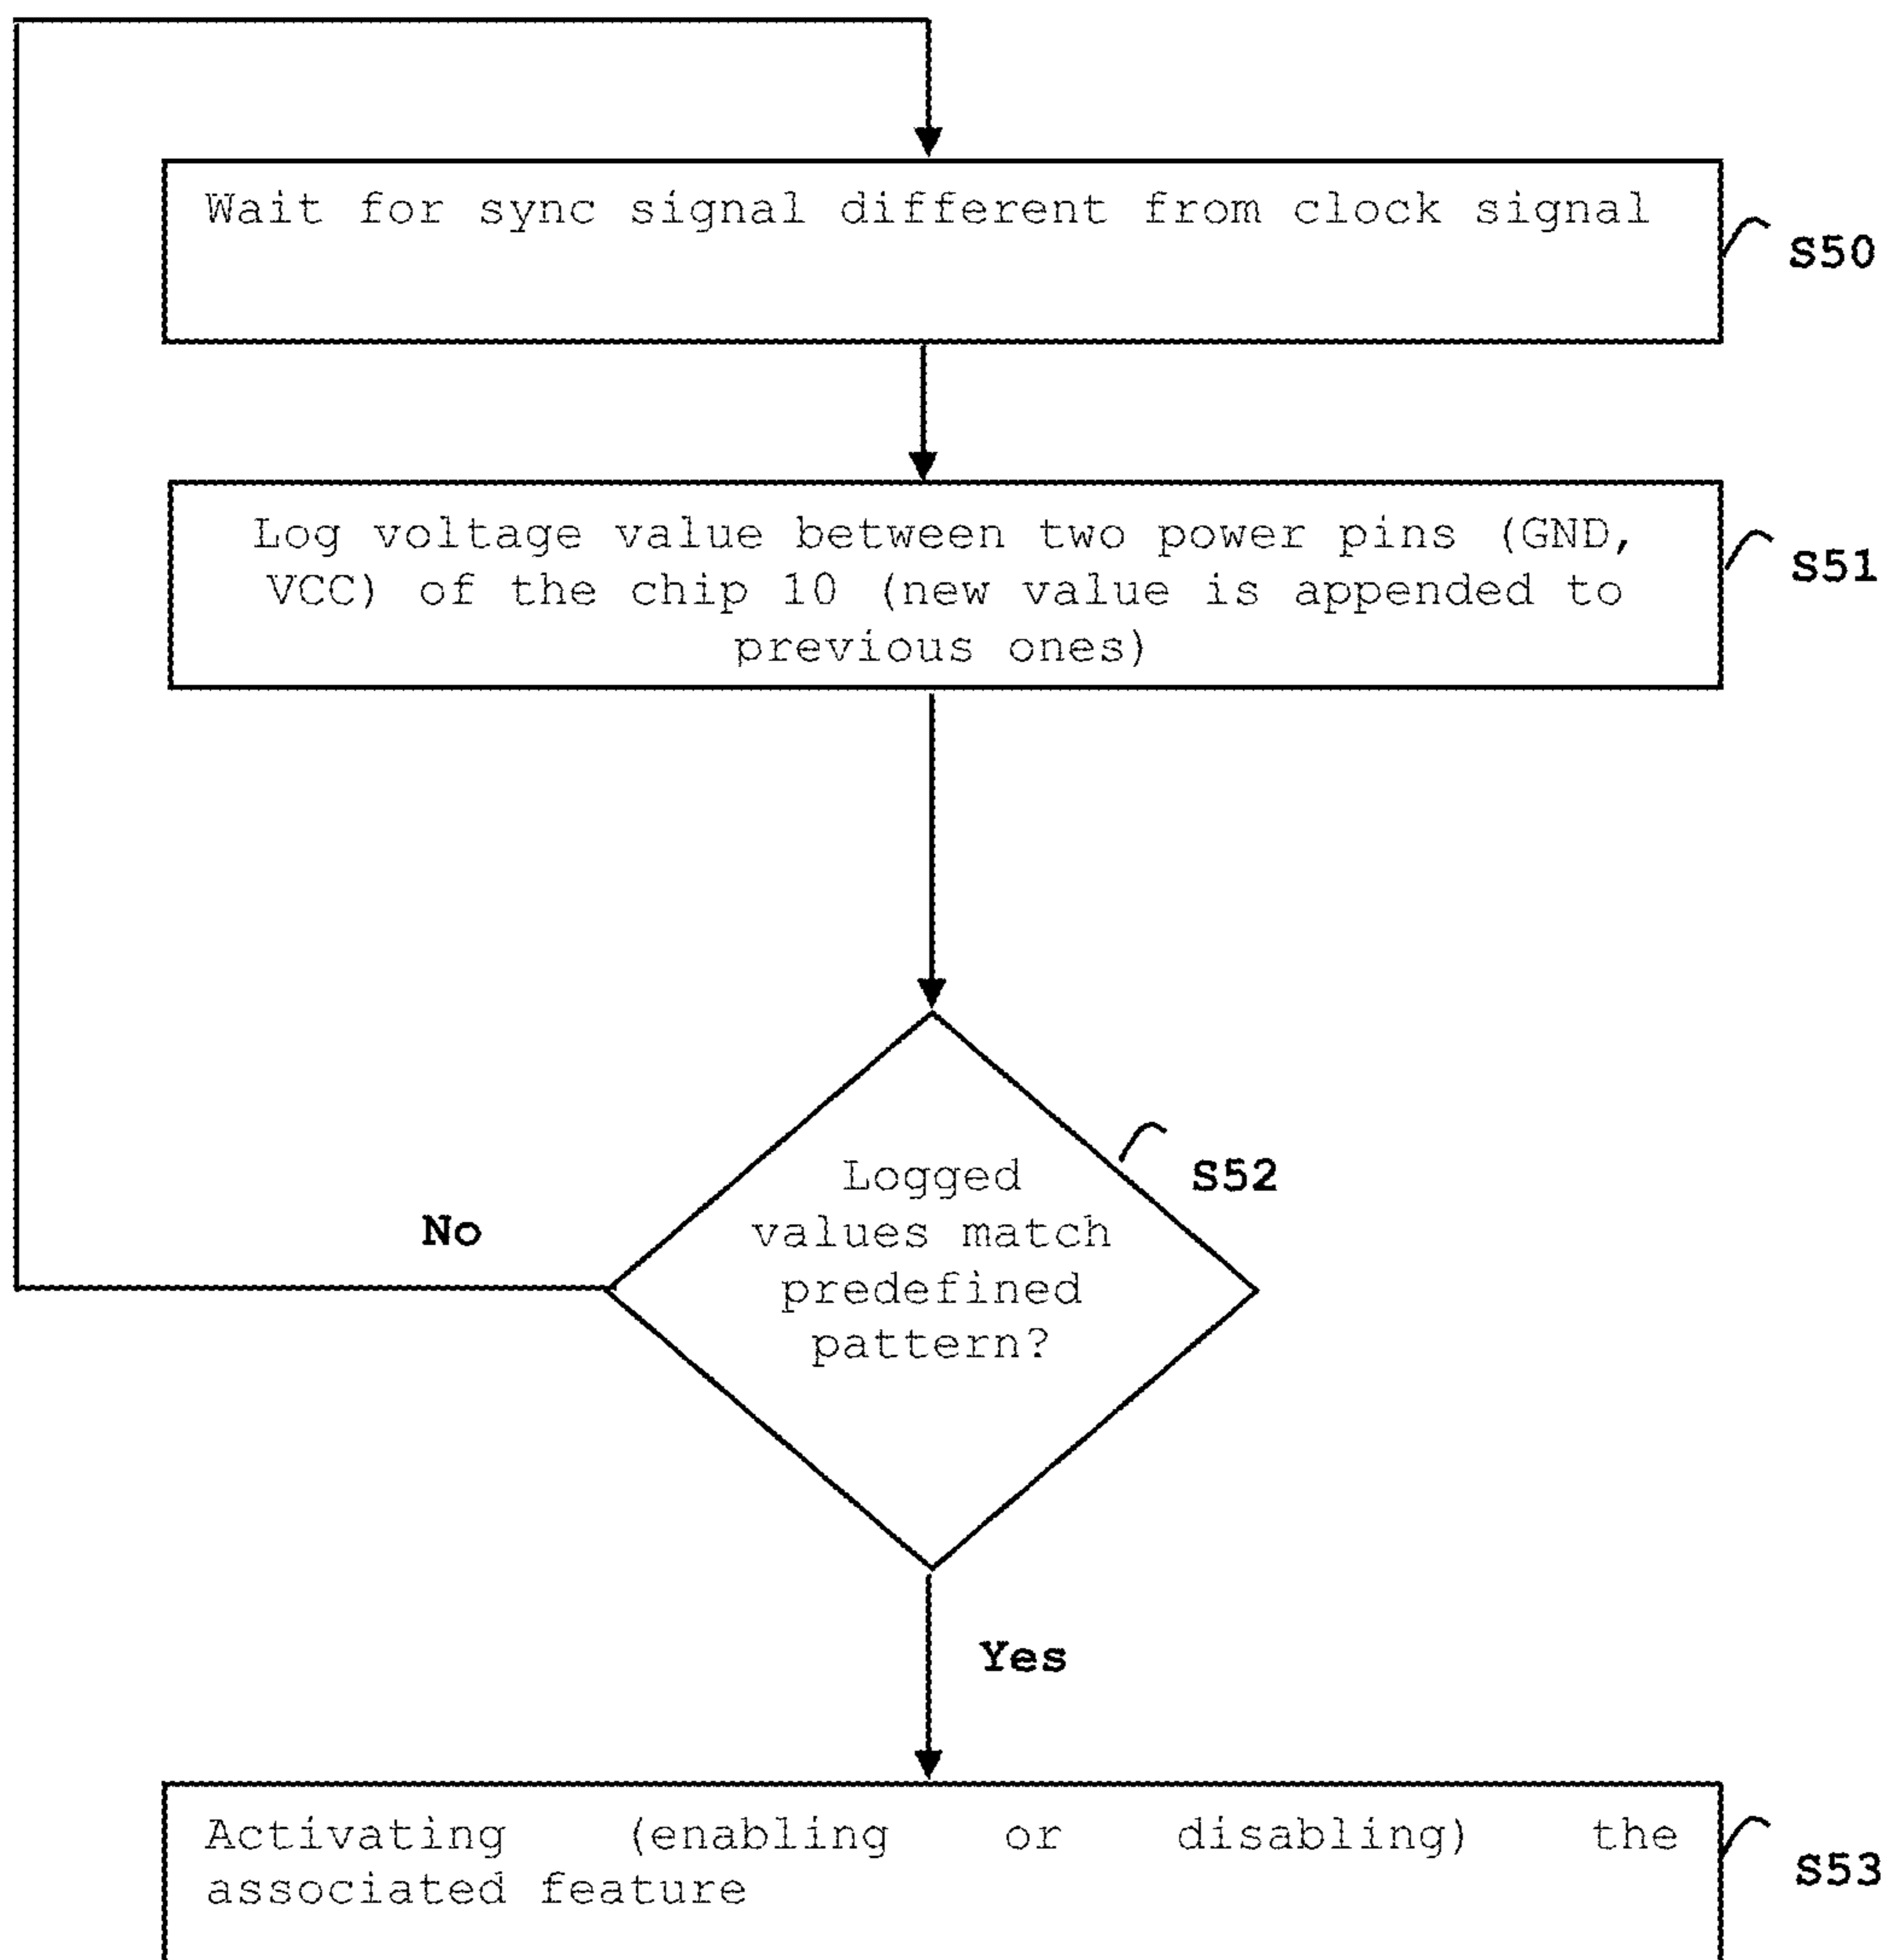 Wait for sync signal different from clock signal
S50
Log voltage value between two power pins (GND,
VCC) of the chip 10 (new value is appended to
previous ones)
S51
Logged
values match
predefined
pattern?
S52
No
Yes
Activating (enabling or disabling) the
associated feature
S53